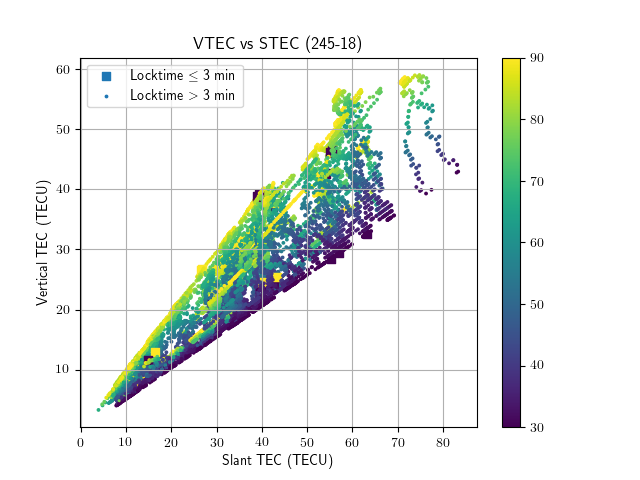 VTEC vs STEC (245-18)
Locktime ≤ 3 min
Locktime > 3 min
60
50
40
30
20
10
Vertical TEC (TECU)
0 10 20 30 40 50 60 70 80
Slant TEC (TECU)
90
80
70
60
50
40
30